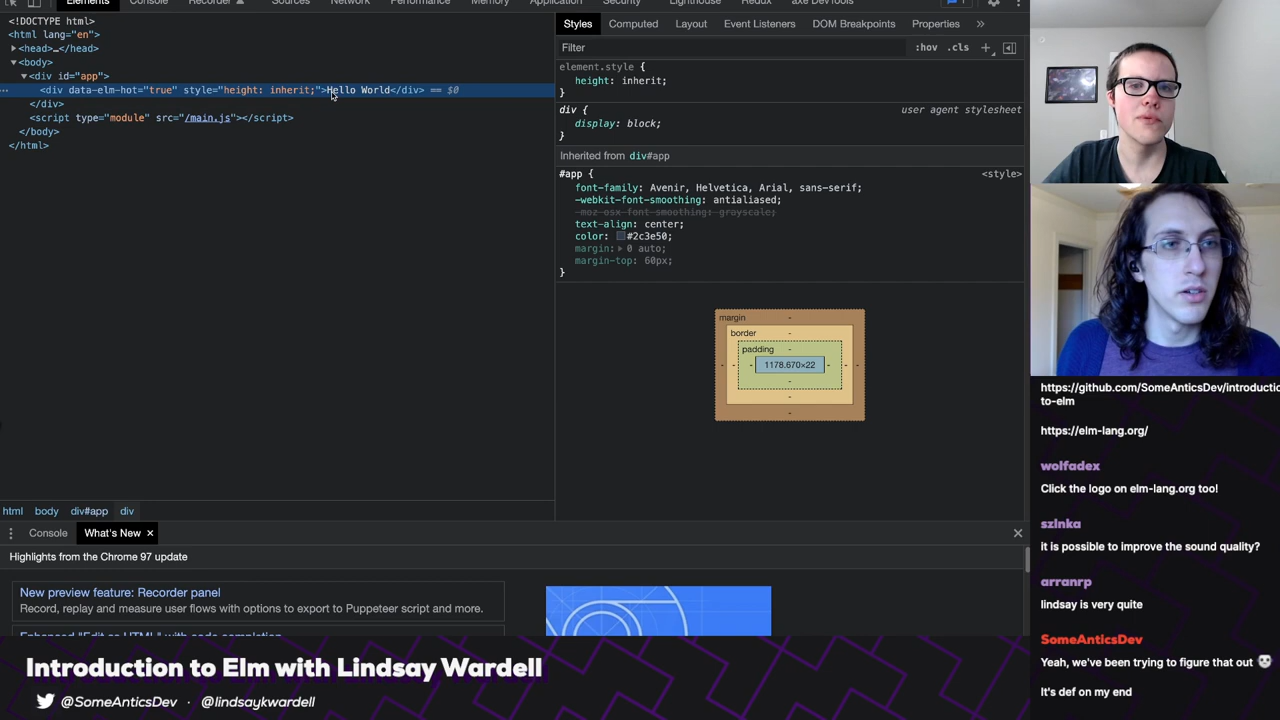 Elements Console Recorder Sources Network Performance Memory Application Security Lighthouse Redux axe DevTools 1
<!DOCTYPE html>
<html lang="en">
<head>…</head>
<body>
<div id="app">
<div data-elm-hot="true" style="height: inherit;">Hello World</div> == $0
</div>
<script type="module" src="/main.js"></script>
</body>
</html>
html body div#app div
Styles Computed Layout Event Listeners DOM Breakpoints Properties »
Filter :hov .cls +
element.style {
height: inherit;
}
div { user agent stylesheet
display: block;
}
Inherited from div#app
#app { <style>
font-family: Avenir, Helvetica, Arial, sans-serif;
-webkit-font-smoothing: antialiased;
-moz-osx-font-smoothing: grayscale;
text-align: center;
color: #2c3e50;
margin: 0 auto;
margin-top: 60px;
}
margin -
border -
padding -
- - - 1178.670×22 - - -
-
-
-
Console What's New ×
Highlights from the Chrome 97 update
New preview feature: Recorder panel
Record, replay and measure user flows with options to export to Puppeteer script and more.
Enhanced "Edit as HTML" with code completion
https://github.com/SomeAnticsDev/introduction
to-elm
https://elm-lang.org/
wolfadex
Click the logo on elm-lang.org too!
szinka
it is possible to improve the sound quality?
arranrp
lindsay is very quite
SomeAnticsDev
Yeah, we've been trying to figure that out
It's def on my end
Introduction to Elm with Lindsay Wardell
@SomeAnticsDev · @lindsaykwardell